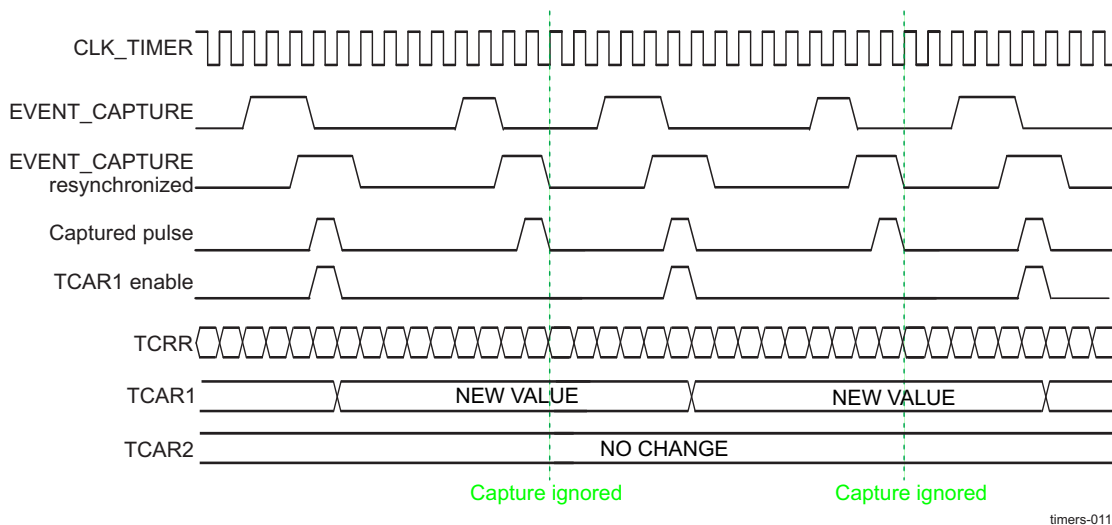 CLK_TIMER
EVENT_CAPTURE
EVENT_CAPTURE
resynchronized
Captured pulse
TCAR1 enable
TCRR
TCAR1
NEW VALUE
NEW VALUE
TCAR2
NO CHANGE
Capture ignored
Capture ignored
timers-011